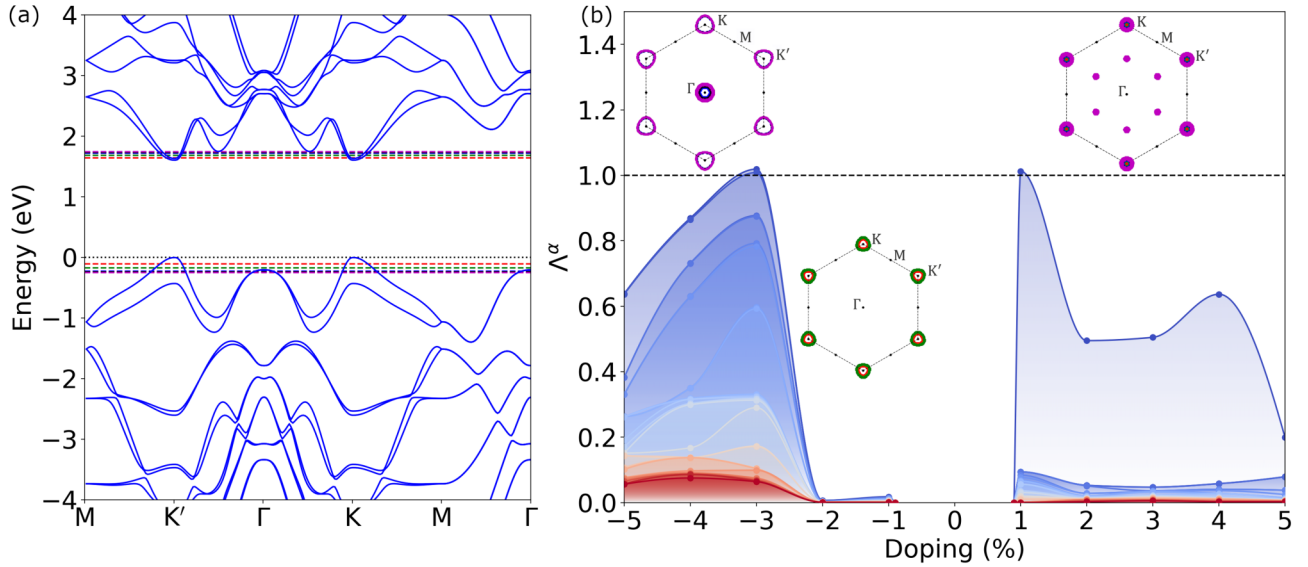 (a)
4
3
2
1
0
−1
−2
−3
−4
Energy (eV)
M K′ Γ K M Γ
(b)
1.4
1.2
1.0
0.8
0.6
0.4
0.2
0.0
Λα
K
M
K′
Γ
K
M
K′
Γ
K
M
K′
Γ
−5 −4 −3 −2 −1 0 1 2 3 4 5
Doping (%)